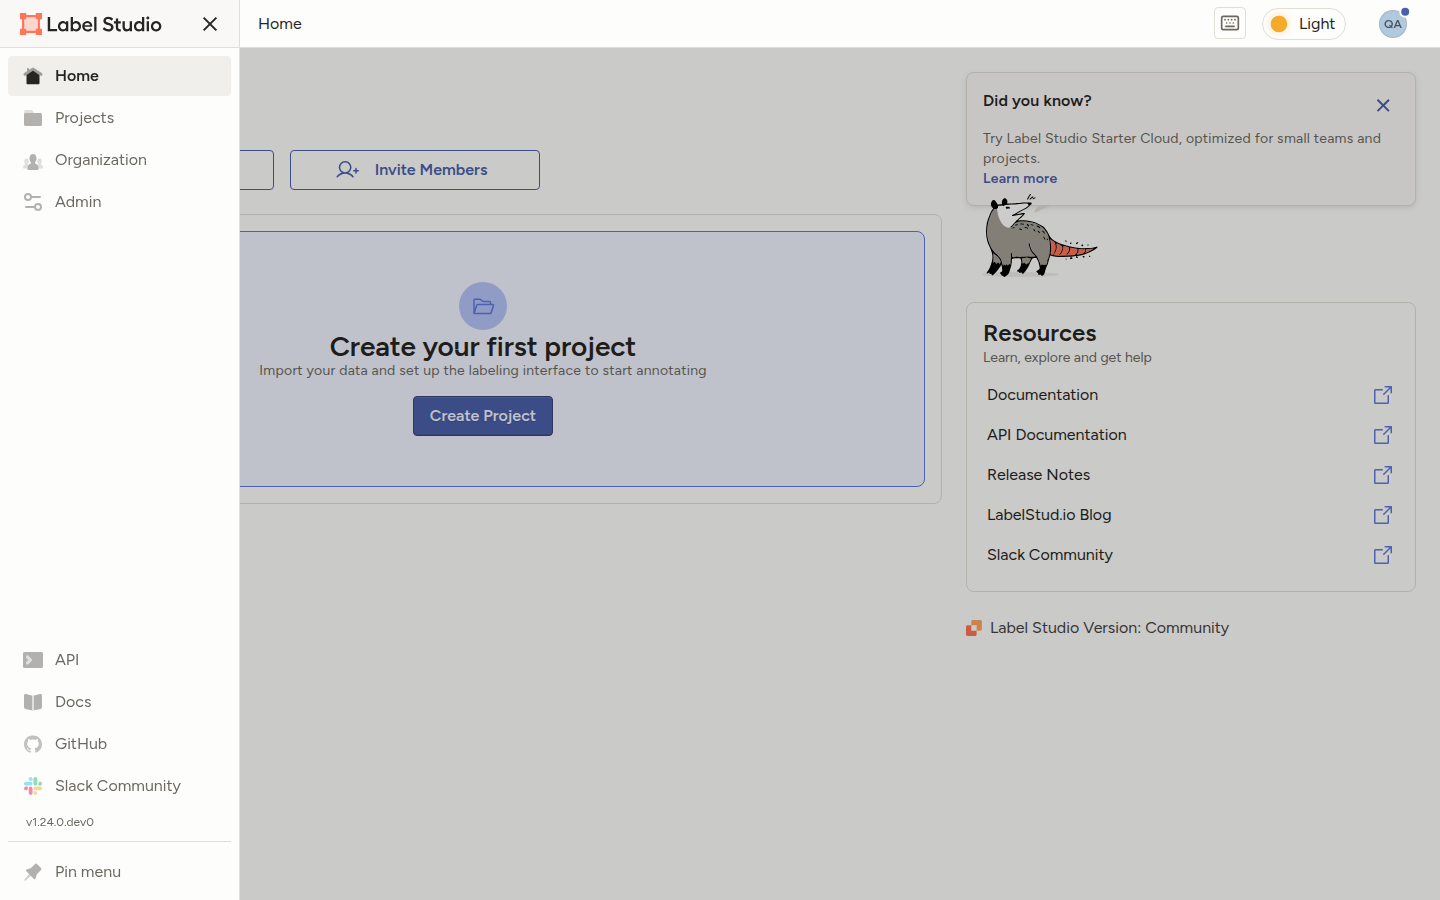 Label Studio
Home
Light
QA
Home
Projects
Organization
Admin
Invite Members
Create your first project
Import your data and set up the labeling interface to start annotating
Create Project
Did you know?
Try Label Studio Starter Cloud, optimized for small teams and
projects.
Learn more
Resources
Learn, explore and get help
Documentation
API Documentation
Release Notes
LabelStud.io Blog
Slack Community
Label Studio Version: Community
API
Docs
GitHub
Slack Community
v1.24.0.dev0
Pin menu